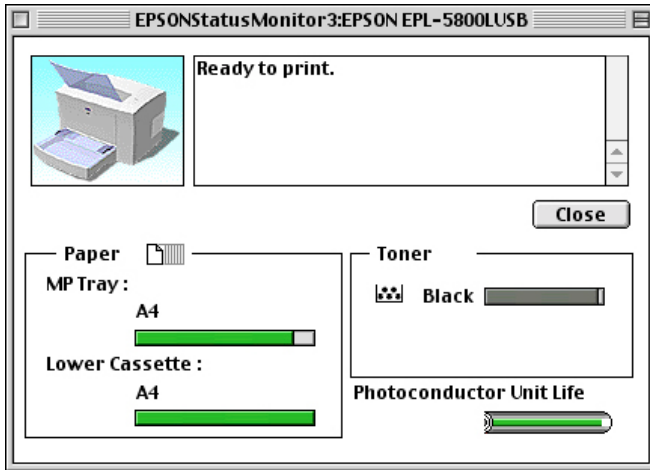 EPSONStatusMonitor3:EPSON EPL-5800LUSB
Ready to print.
Close
Paper
MP Tray :
A4
Lower Cassette :
A4
Toner
Black
Photoconductor Unit Life